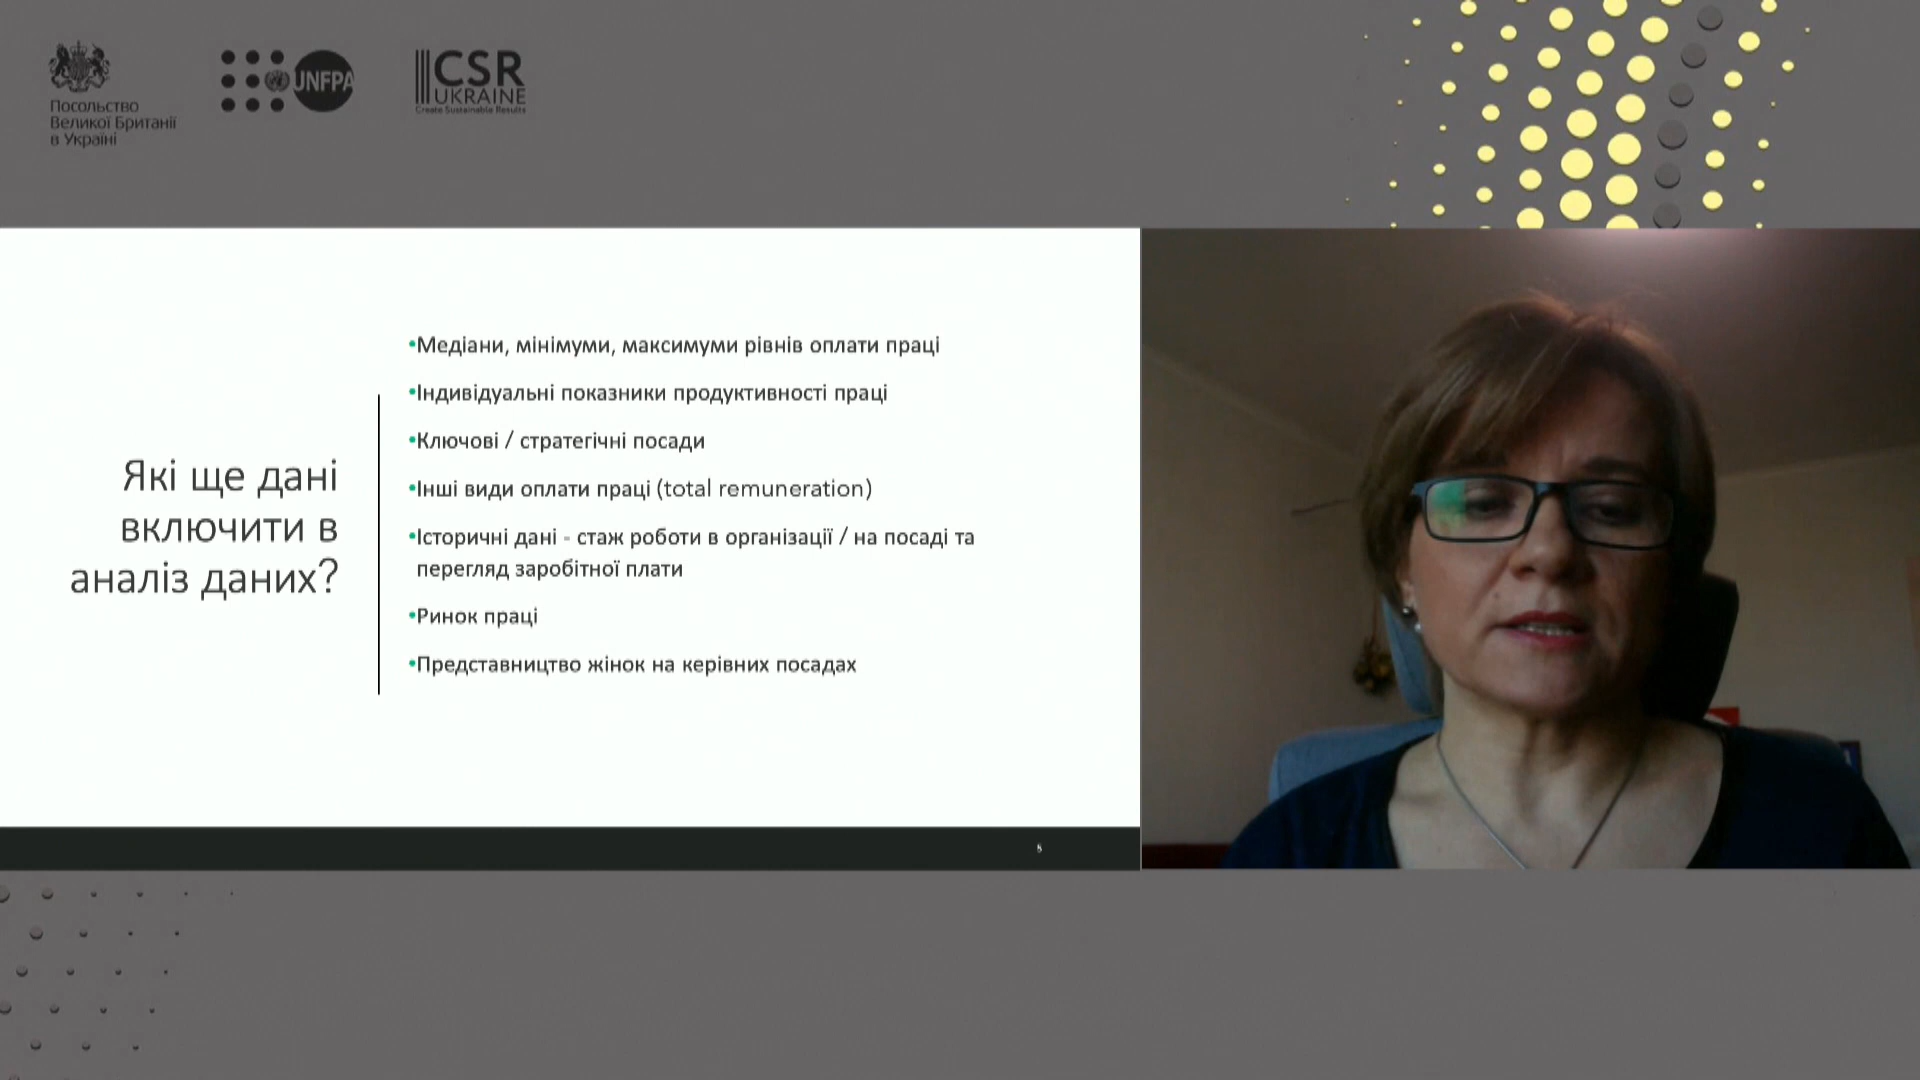 Посольство
Великої Британії
в Україні
UNFPA
CSR
UKRAINE
Create Sustainable Results
Які ще дані
включити в
аналіз даних?
•Медіани, мінімуми, максимуми рівнів оплати праці
•Індивідуальні показники продуктивності праці
•Ключові / стратегічні посади
•Інші види оплати праці (total remuneration)
•Історичні дані - стаж роботи в організації / на посаді та
перегляд заробітної плати
•Ринок праці
•Представництво жінок на керівних посадах